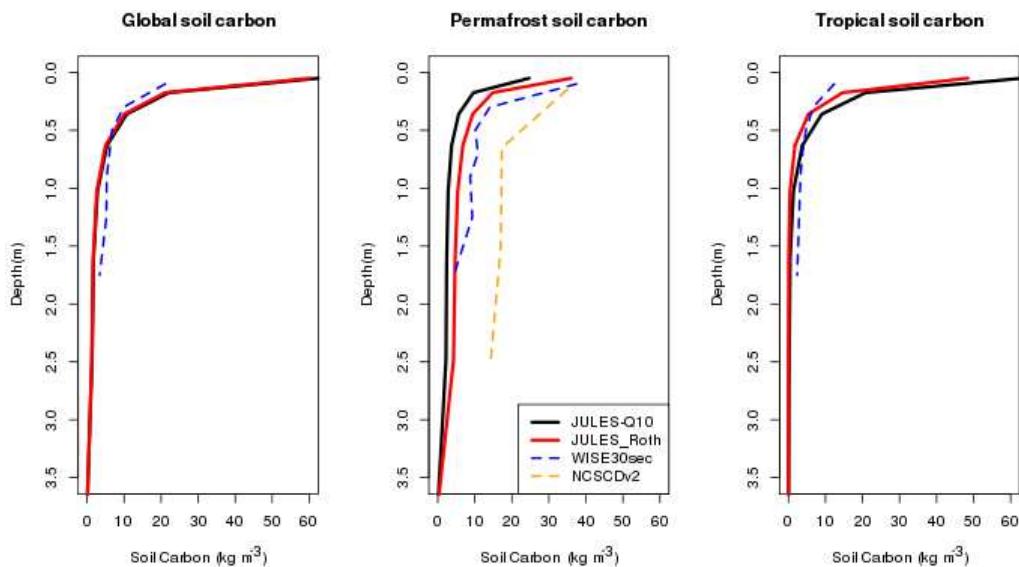 Global soil carbon
Depth(m)
0.0
0.5
1.0
1.5
2.0
2.5
3.0
3.5
0 10 20 30 40 50 60
Soil Carbon (kg m⁻³)
Permafrost soil carbon
Depth(m)
0.0
0.5
1.0
1.5
2.0
2.5
3.0
3.5
JULES-Q10
JULES_Roth
WISE30sec
NCSCDv2
0 10 20 30 40 50 60
Soil Carbon (kg m⁻³)
Tropical soil carbon
Depth(m)
0.0
0.5
1.0
1.5
2.0
2.5
3.0
3.5
0 10 20 30 40 50 60
Soil Carbon (kg m⁻³)